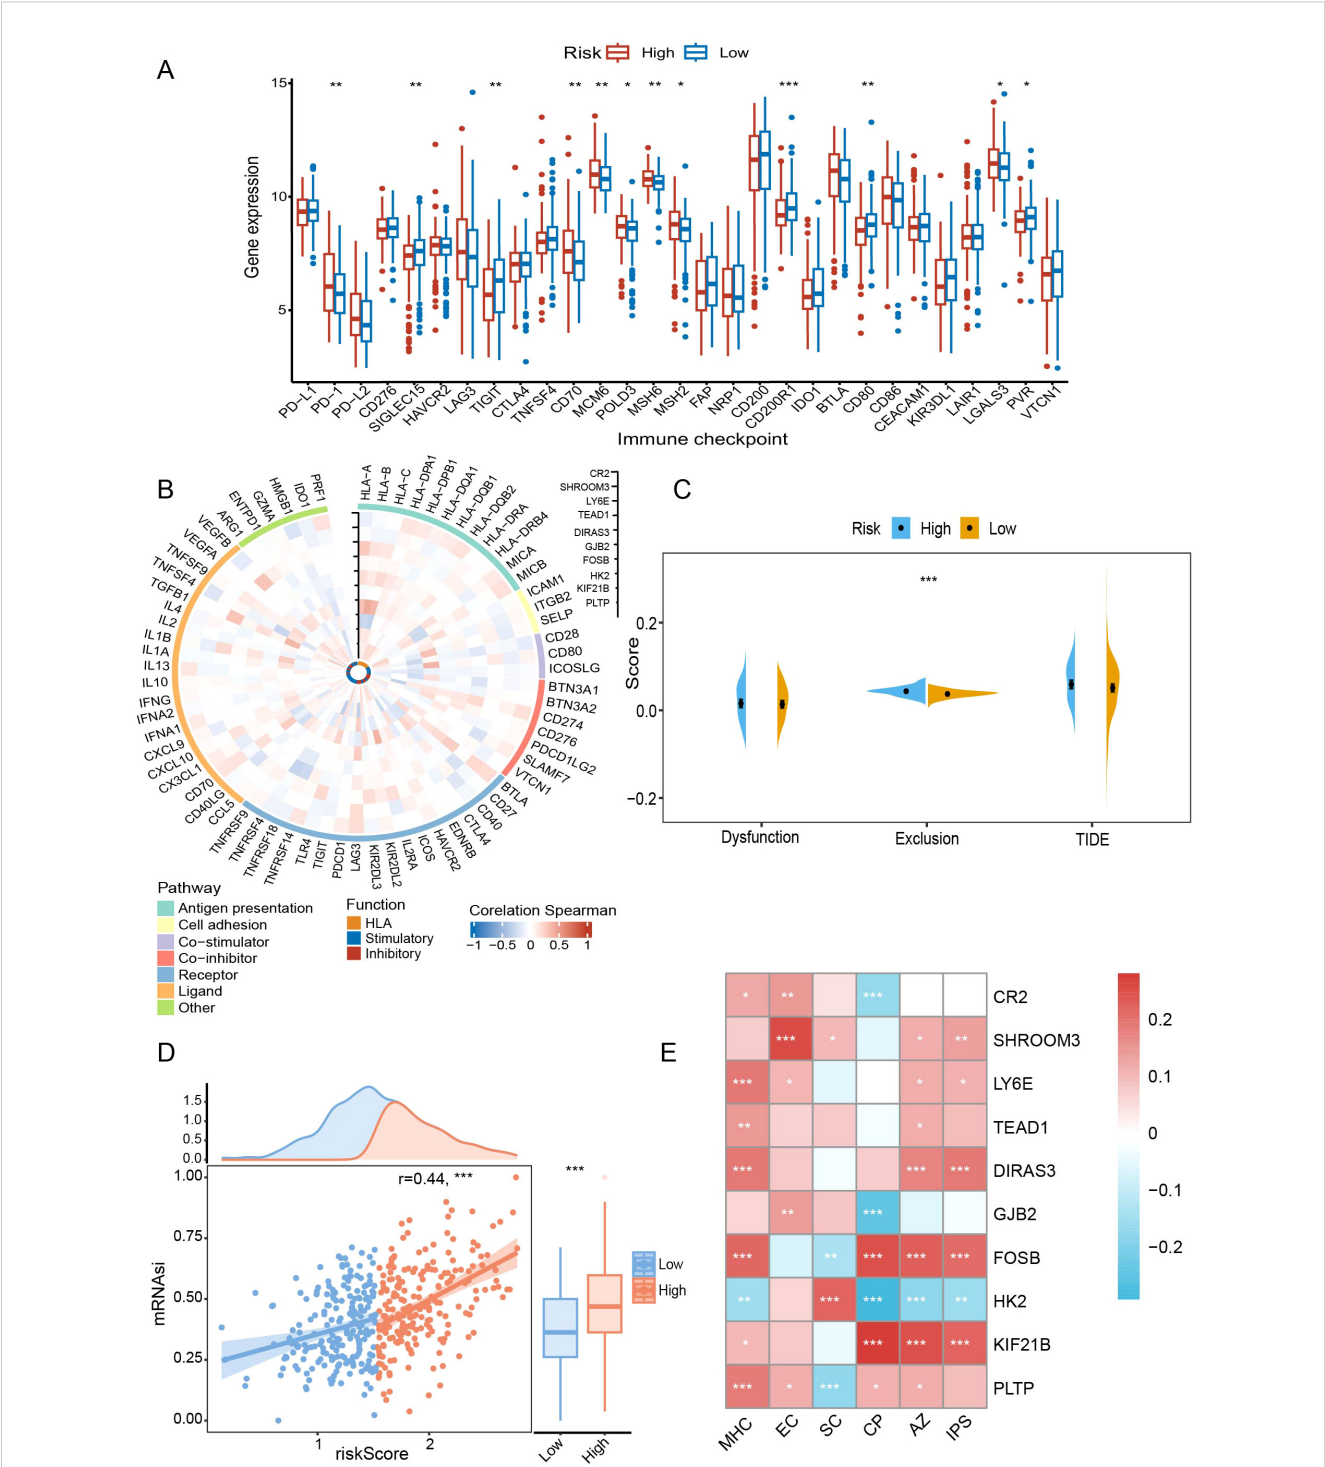 A
Risk High Low
Gene expression
15
10
5
** ** ** ** ** * ** * *** ** * *
PD-L1
PD-1
PD-L2
CD276
SIGLEC15
HAVCR2
LAG3
TIGIT
CTLA4
TNFSF4
CD70
MCM6
POLD3
MSH6
MSH2
FAP
NRP1
CD200
CD200R1
IDO1
BTLA
CD80
CD86
CEACAM1
KIR3DL1
LAIR1
LGALS3
PVR
VTCN1
Immune checkpoint
B
HLA-A
HLA-B
HLA-C
HLA-DPA1
HLA-DPB1
HLA-DQA1
HLA-DQB1
HLA-DQB2
HLA-DRA
HLA-DRB4
MICA
MICB
ICAM1
ITGB2
SELP
CD28
CD80
ICOSLG
BTN3A1
BTN3A2
CD274
CD276
PDCD1LG2
SLAMF7
VTCN1
BTLA
CD27
CD40
CTLA4
EDNRB
HAVCR2
ICOS
IL2RA
KIR2DL2
KIR2DL3
LAG3
PDCD1
TIGIT
TLR4
TNFRSF14
TNFRSF18
TNFRSF4
TNFRSF9
CCL5
CD40LG
CD70
CX3CL1
CXCL10
CXCL9
IFNA1
IFNA2
IFNG
IL10
IL13
IL1A
IL1B
IL2
IL4
TGFB1
TNFSF4
TNFSF9
VEGFA
VEGFB
ARG1
ENTPD1
GZMA
HMGB1
IDO1
PRF1
CR2
SHROOM3
LY6E
TEAD1
DIRAS3
GJB2
FOSB
HK2
KIF21B
PLTP
Pathway
Antigen presentation
Cell adhesion
Co-stimulator
Co-inhibitor
Receptor
Ligand
Other
Function
HLA
Stimulatory
Inhibitory
Corelation Spearman
−1 −0.5 0 0.5 1
C
Risk High Low
Score
0.2
0.0
−0.2
***
Dysfunction Exclusion TIDE
D
1.5
1.0
0.5
0.0
r=0.44, ***
***
mRNAsi
1.00
0.75
0.50
0.25
0.00
1 2
riskScore
Low High
Low
High
E
* ** *** CR2
*** * * ** SHROOM3
*** * * * LY6E
** * TEAD1
*** *** *** DIRAS3
** *** GJB2
*** ** *** *** *** FOSB
** *** *** *** ** HK2
* *** *** *** KIF21B
*** * *** * * PLTP
MHC EC SC CP AZ IPS
0.2
0.1
0
−0.1
−0.2